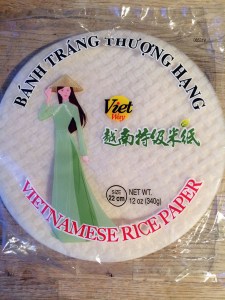 BÁNH TRÁNG THƯỢNG HẠNG
Viet
Way
越南特级米纸
SIZE
22 cm
NET WT.
12 oz (340g)
VIETNAMESE RICE PAPER